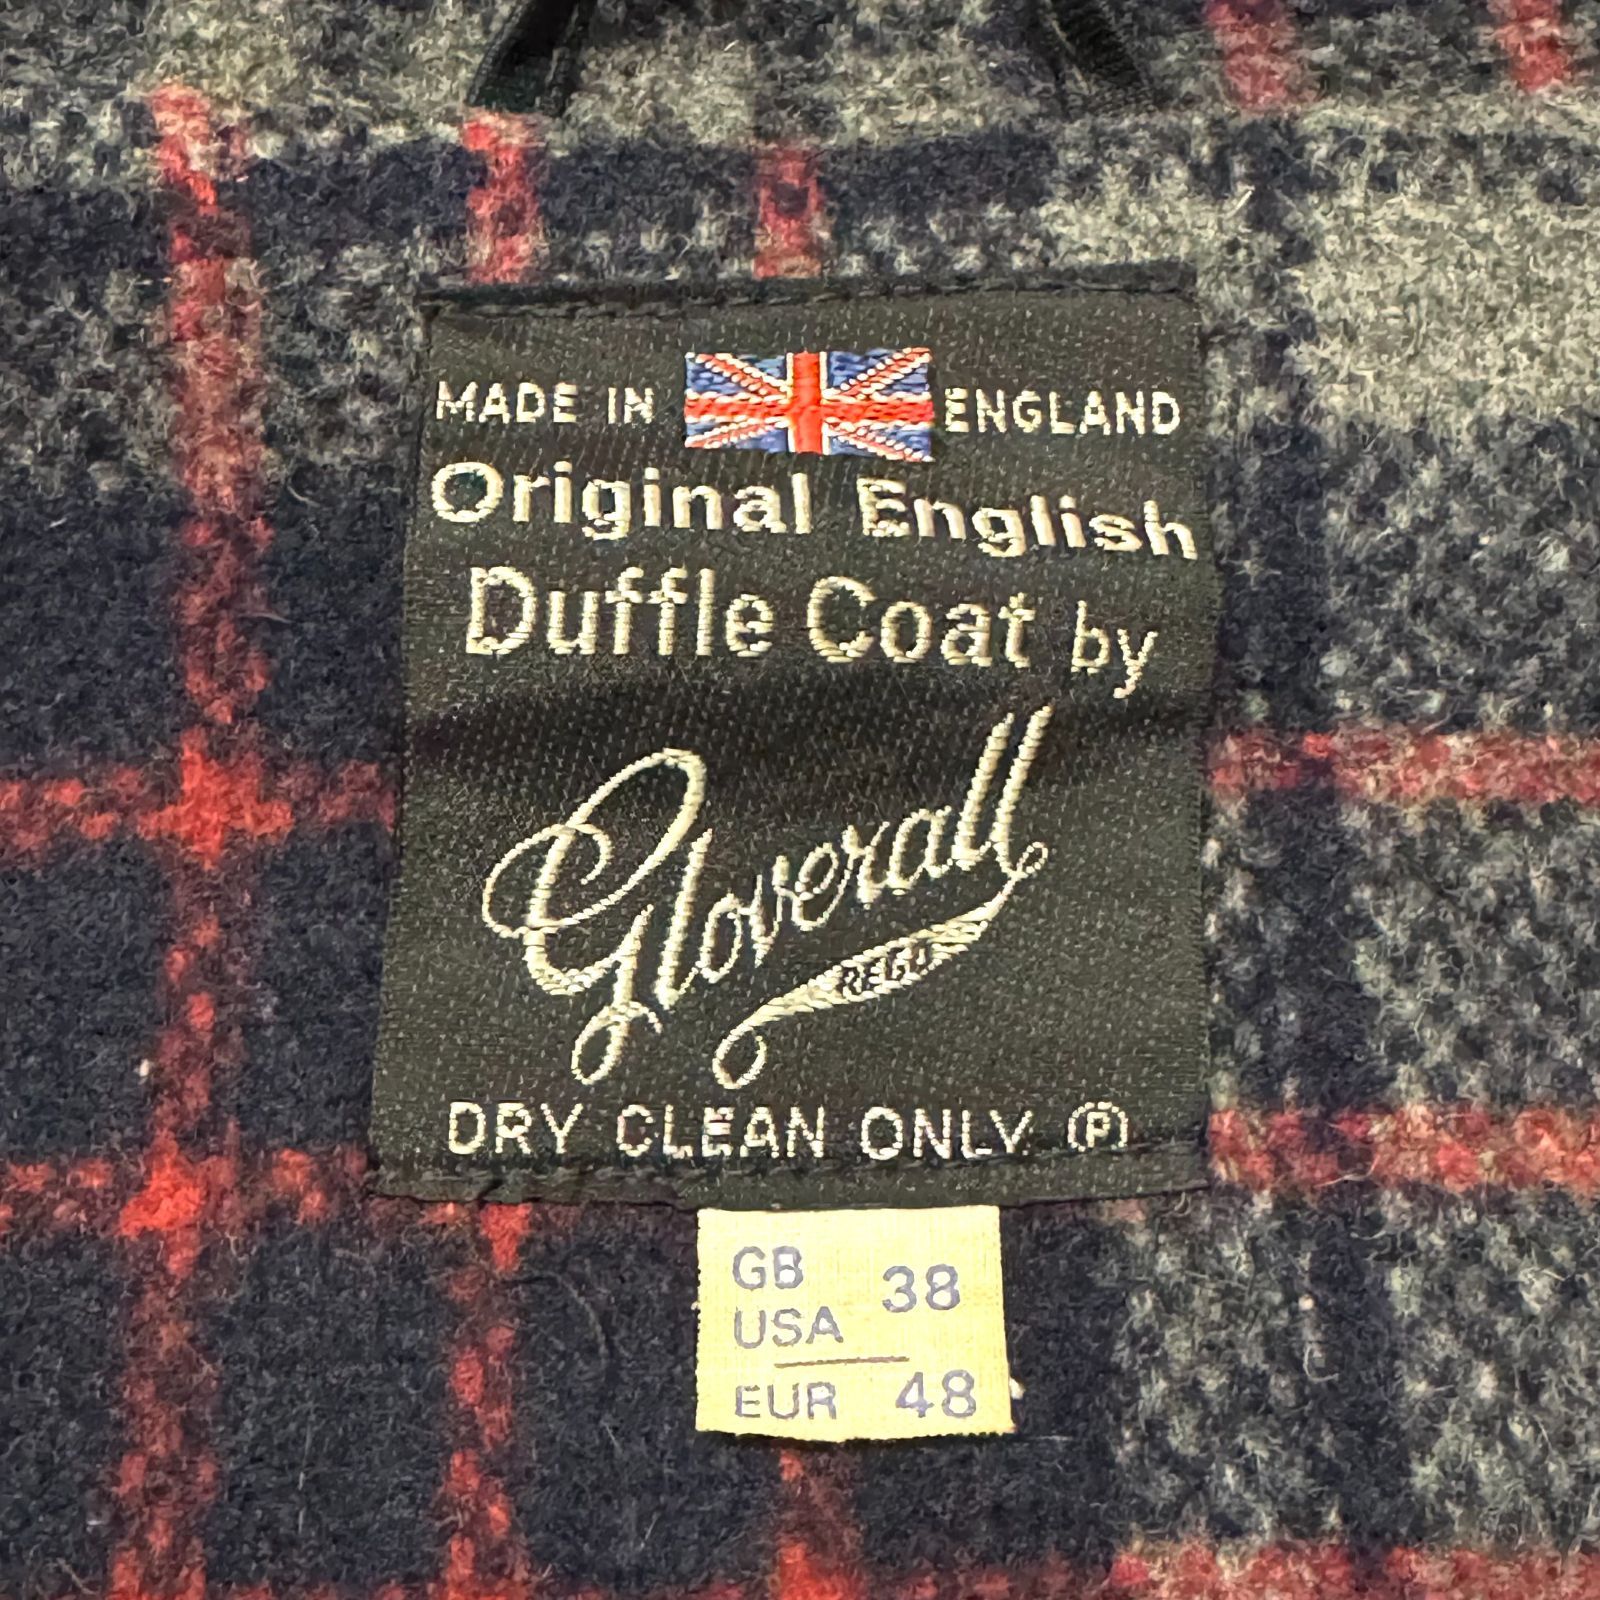 MADE IN ENGLAND
Original English
Duffle Coat by
Gloverall
REGD
DRY CLEAN ONLY Ⓟ
GB
USA 38
EUR 48